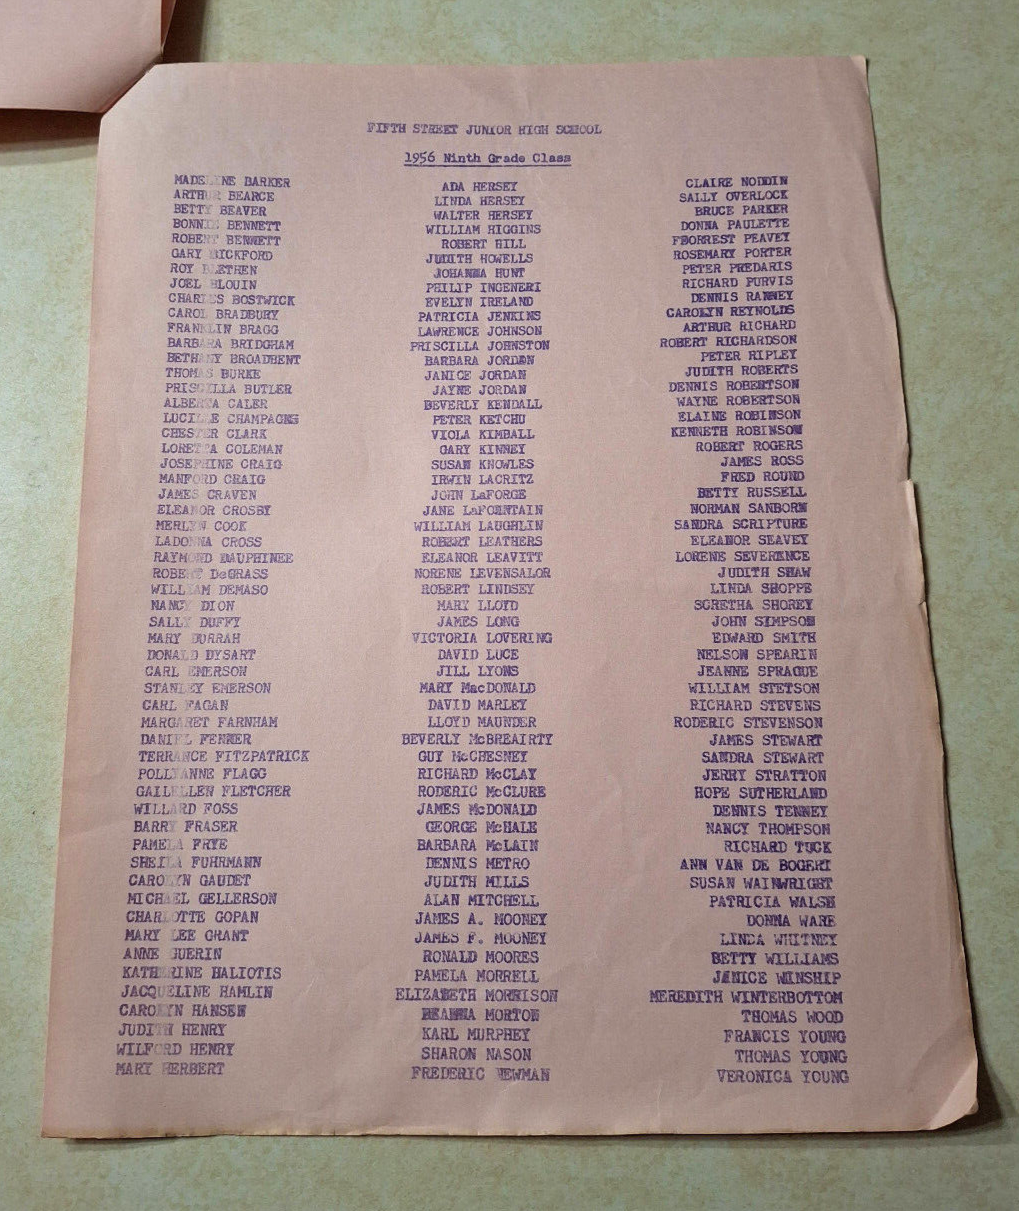 FIFTH STREET JUNIOR HIGH SCHOOL
1956 Ninth Grade Class
MADELINE BARKER
ARTHUR BEARCE
BETTY BEAVER
BONNIE BENNETT
ROBERT BENNETT
GARY BICKFORD
ROY BLETHEN
JOEL BLOUIN
CHARLES BOSTWICK
CAROL BRADBURY
FRANKLIN BRAGG
BARBARA BRIDGHAM
BETHANY BROADBENT
THOMAS BURKE
PRISCILLA BUTLER
ALBERTA CALER
LUCILLE CHAMPAGNE
CHESTER CLARK
LORETTA COLEMAN
JOSEPHINE CRAIG
MANFORD CRAIG
JAMES CRAVEN
ELEANOR CROSBY
MERLYN COOK
LADONNA CROSS
RAYMOND DAUPHINEE
ROBERT DeGRASS
WILLIAM DEMASO
NANCY DION
SALLY DUFFY
MARY DURRAH
DONALD DYSART
CARL EMERSON
STANLEY EMERSON
CARL FAGAN
MARGARET FARNHAM
DANIEL FENNER
TERRANCE FITZPATRICK
POLLYANNE FLAGG
GAILELLEN FLETCHER
WILLARD FOSS
BARRY FRASER
PAMELA FRYE
SHEILA FUHRMANN
CAROLYN GAUDET
MICHAEL GELLERSON
CHARLOTTE GOPAN
MARY LEE GRANT
ANNE GUERIN
KATHERINE HALIOTIS
JACQUELINE HAMLIN
CAROLYN HANSEN
JUDITH HENRY
WILFORD HENRY
MARY HERBERT
ADA HERSEY
LINDA HERSEY
WALTER HERSEY
WILLIAM HIGGINS
ROBERT HILL
JUDITH HOWELLS
JOHANNA HUNT
PHILIP INGENERI
EVELYN IRELAND
PATRICIA JENKINS
LAWRENCE JOHNSON
PRISCILLA JOHNSTON
BARBARA JORDAN
JANICE JORDAN
JAYNE JORDAN
BEVERLY KENDALL
PETER KETCHU
VIOLA KIMBALL
GARY KINNEY
SUSAN KNOWLES
IRWIN LACRITZ
JOHN LaFORGE
JANE LaFOUNTAIN
WILLIAM LAUGHLIN
ROBERT LEATHERS
ELEANOR LEAVITT
NORENE LEVENSALOR
ROBERT LINDSEY
MARY LLOYD
JAMES LONG
VICTORIA LOVERING
DAVID LUCE
JILL LYONS
MARY MacDONALD
DAVID MARLEY
LLOYD MAUNDER
BEVERLY McBREAIRTY
GUY McCHESNEY
RICHARD McCLAY
RODERIC McCLURE
JAMES McDONALD
GEORGE McHALE
BARBARA McLAIN
DENNIS METRO
JUDITH MILLS
ALAN MITCHELL
JAMES A. MOONEY
JAMES F. MOONEY
RONALD MOORES
PAMELA MORRELL
ELIZABETH MORRISON
DEANNA MORTON
KARL MURPHEY
SHARON NASON
FREDERIC NEWMAN
CLAIRE NODDIN
SALLY OVERLOCK
BRUCE PARKER
DONNA PAULETTE
FBORREST PEAVEY
ROSEMARY PORTER
PETER PREDARIS
RICHARD PURVIS
DENNIS RANNEY
CAROLYN REYNOLDS
ARTHUR RICHARD
ROBERT RICHARDSON
PETER RIPLEY
JUDITH ROBERTS
DENNIS ROBERTSON
WAYNE ROBERTSON
ELAINE ROBINSON
KENNETH ROBINSON
ROBERT ROGERS
JAMES ROSS
FRED ROUND
BETTY RUSSELL
NORMAN SANBORN
SANDRA SCRIPTURE
ELEANOR SEAVEY
LORENE SEVERENCE
JUDITH SHAW
LINDA SHOPPE
SCRETHA SHOREY
JOHN SIMPSON
EDWARD SMITH
NELSON SPEARIN
JEANNE SPRAGUE
WILLIAM STETSON
RICHARD STEVENS
RODERIC STEVENSON
JAMES STEWART
SANDRA STEWART
JERRY STRATTON
HOPE SUTHERLAND
DENNIS TENNEY
NANCY THOMPSON
RICHARD TUCK
ANN VAN DE BOGERT
SUSAN WAINWRIGHT
PATRICIA WALSH
DONNA WARE
LINDA WHITNEY
BETTY WILLIAMS
JANICE WINSHIP
MEREDITH WINTERBOTTOM
THOMAS WOOD
FRANCIS YOUNG
THOMAS YOUNG
VERONICA YOUNG